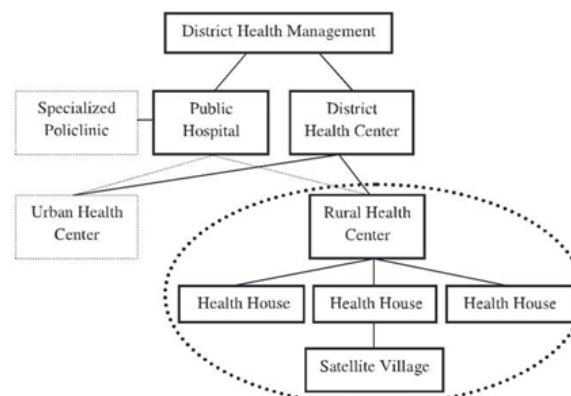 District Health Management
Specialized
Policlinic
Public
Hospital
District
Health Center
Urban Health
Center
Rural Health
Center
Health House
Health House
Health House
Satellite Village